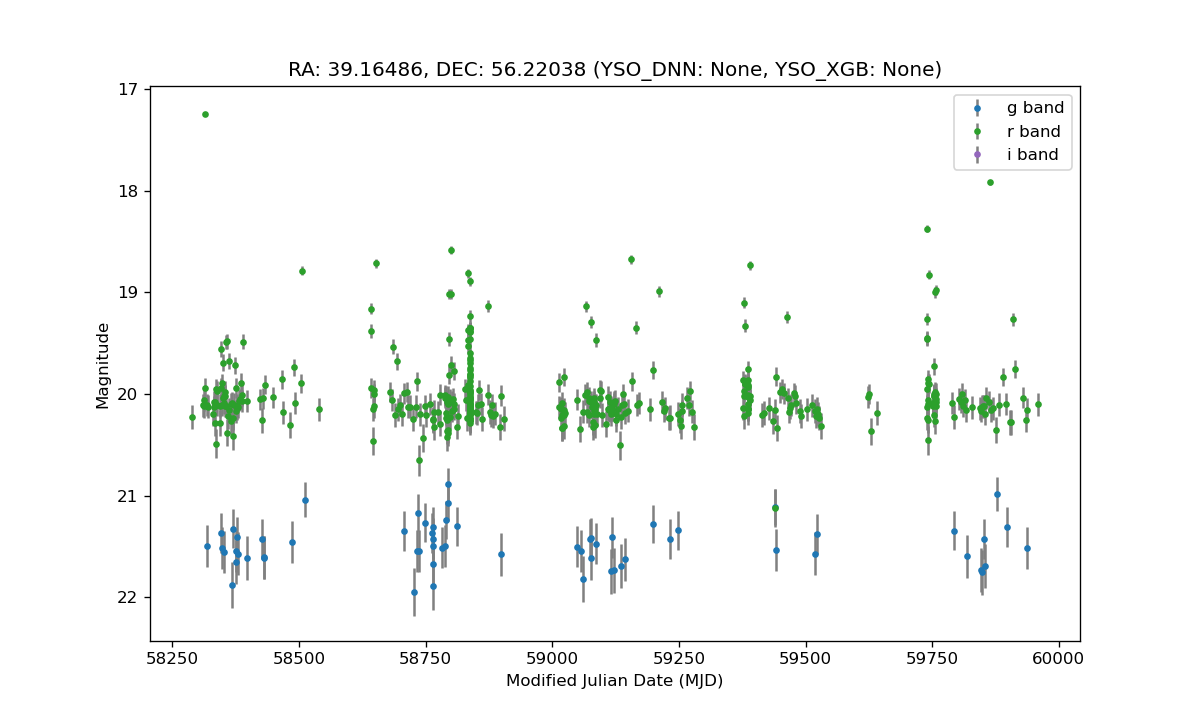 RA: 39.16486, DEC: 56.22038 (YSO_DNN: None, YSO_XGB: None)
g band
r band
i band
17
18
19
20
21
22
Magnitude
58250
58500
58750
59000
59250
59500
59750
60000
Modified Julian Date (MJD)